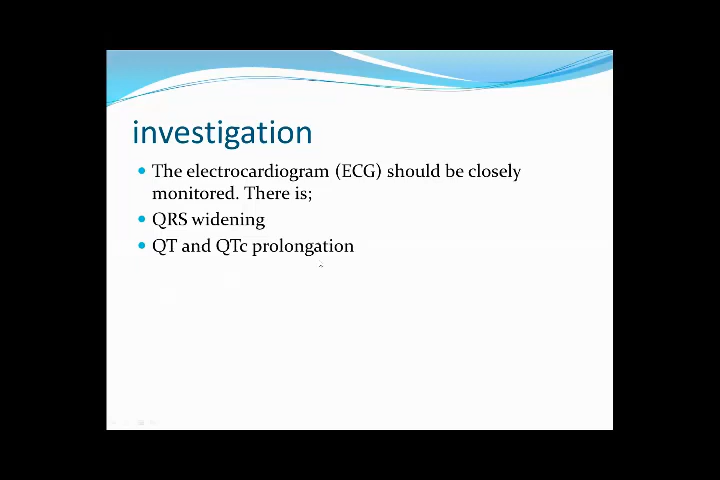 investigation
The electrocardiogram (ECG) should be closely
monitored. There is;
QRS widening
QT and QTc prolongation